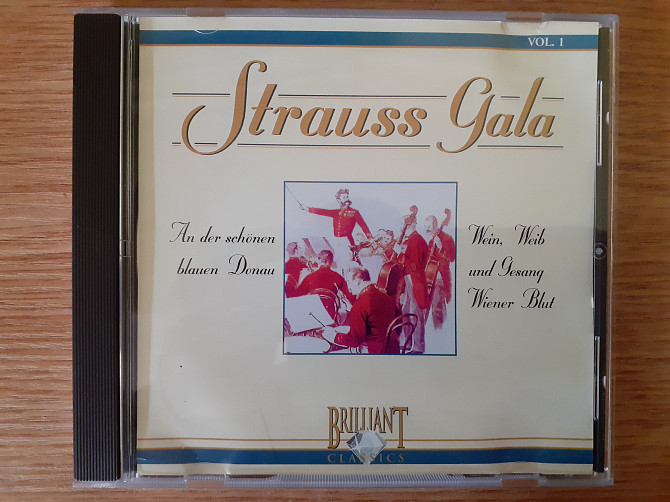 VOL. 1
Strauss Gala
An der schönen
blauen Donau
Wein, Weib
und Gesang
Wiener Blut
BRILLIANT
CLASSICS